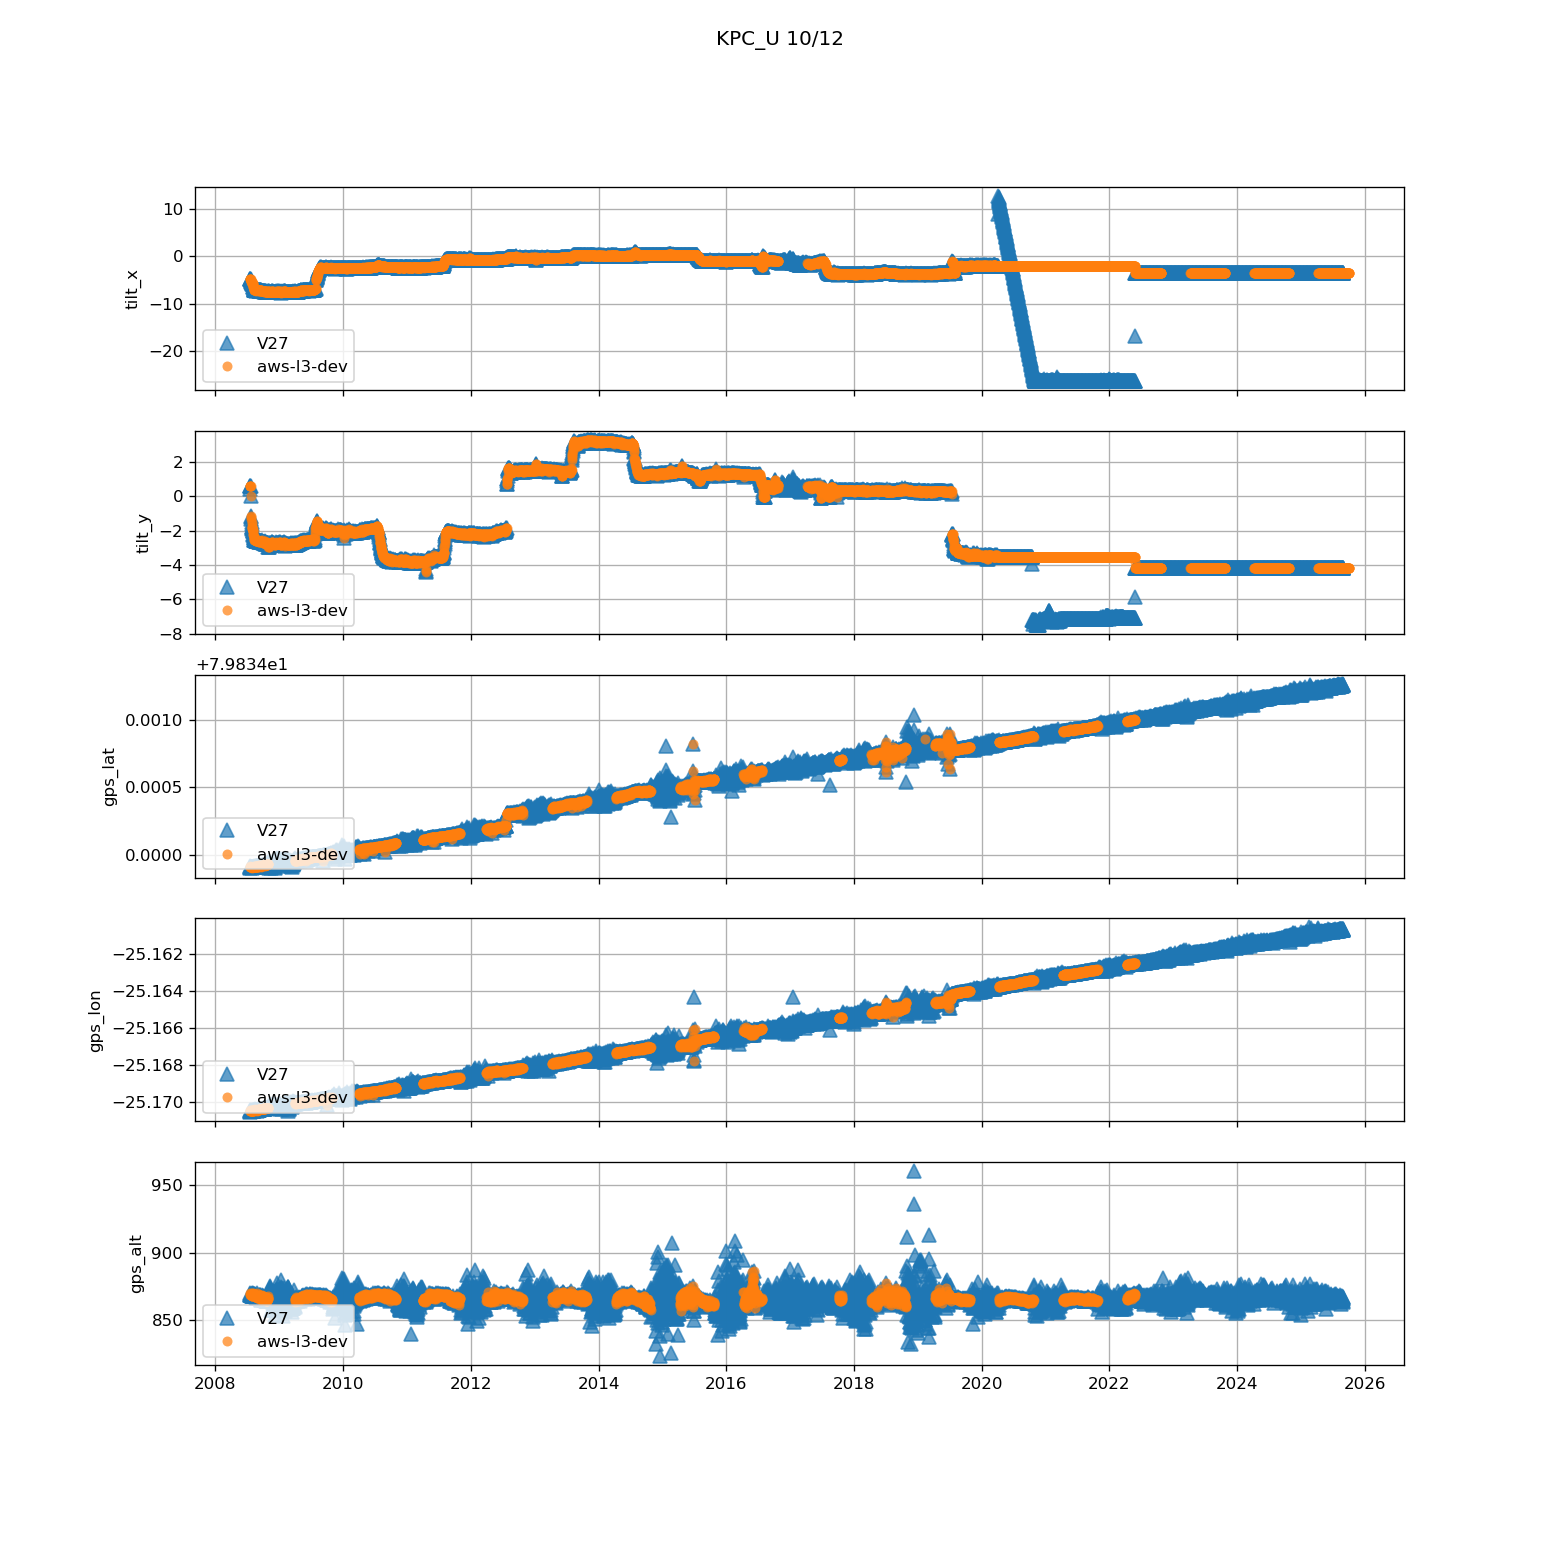 KPC_U 10/12
10
0
−10
−20
tilt_x
V27
aws-l3-dev
2
0
−2
−4
−6
−8
tilt_y
V27
aws-l3-dev
+7.9834e1
0.0010
0.0005
0.0000
gps_lat
V27
aws-l3-dev
−25.162
−25.164
−25.166
−25.168
−25.170
gps_lon
V27
aws-l3-dev
950
900
850
gps_alt
V27
aws-l3-dev
2008 2010 2012 2014 2016 2018 2020 2022 2024 2026